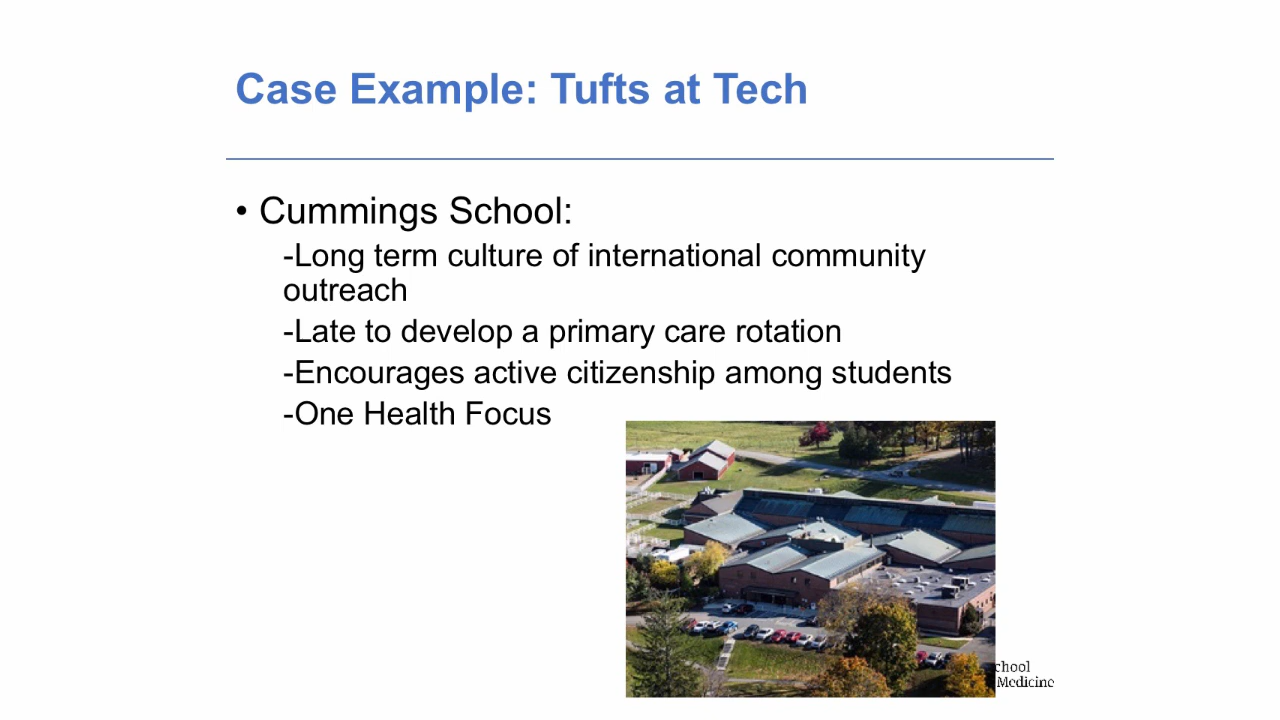 Case Example: Tufts at Tech
• Cummings School:
-Long term culture of international community
outreach
-Late to develop a primary care rotation
-Encourages active citizenship among students
-One Health Focus
chool
Medicine